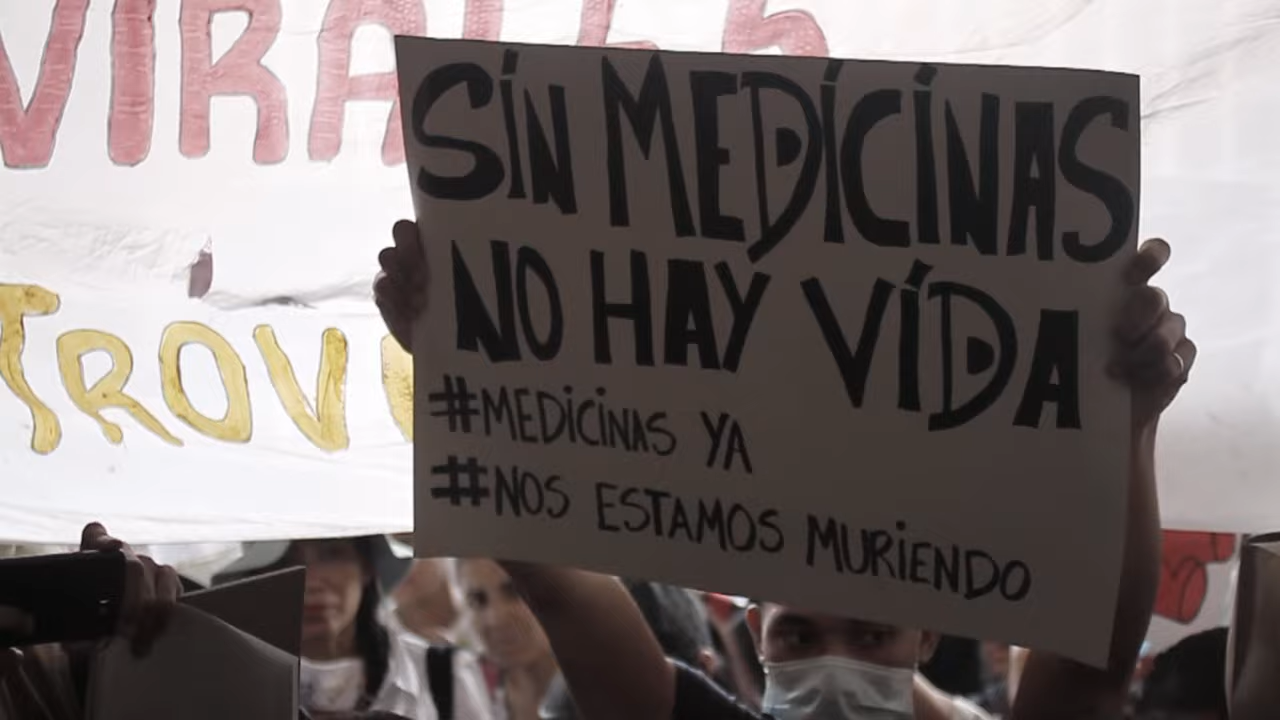 SIN MEDICINAS
NO HAY VIDA
#MEDICINAS YA
#NOS ESTAMOS MURIENDO